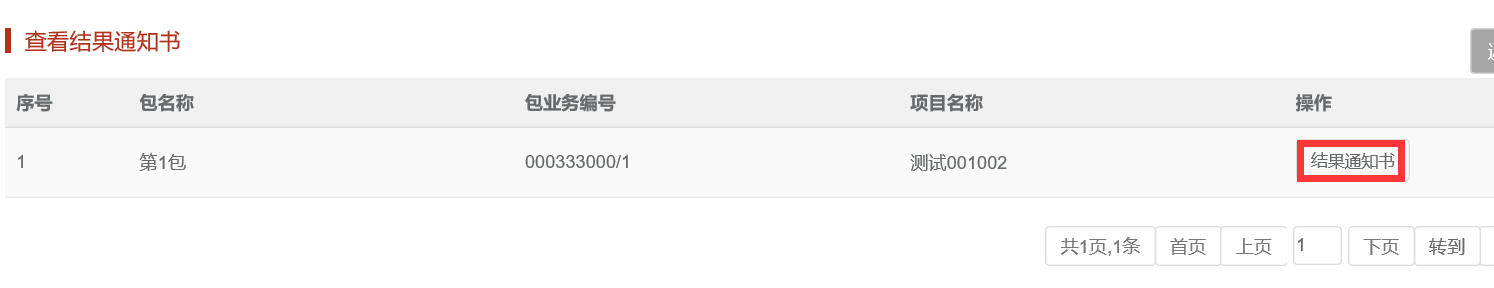 查看结果通知书
序号 包名称 包业务编号 项目名称 操作
1 第1包 000333000/1 测试001002 结果通知书
共1页,1条 首页 上页 1 下页 转到